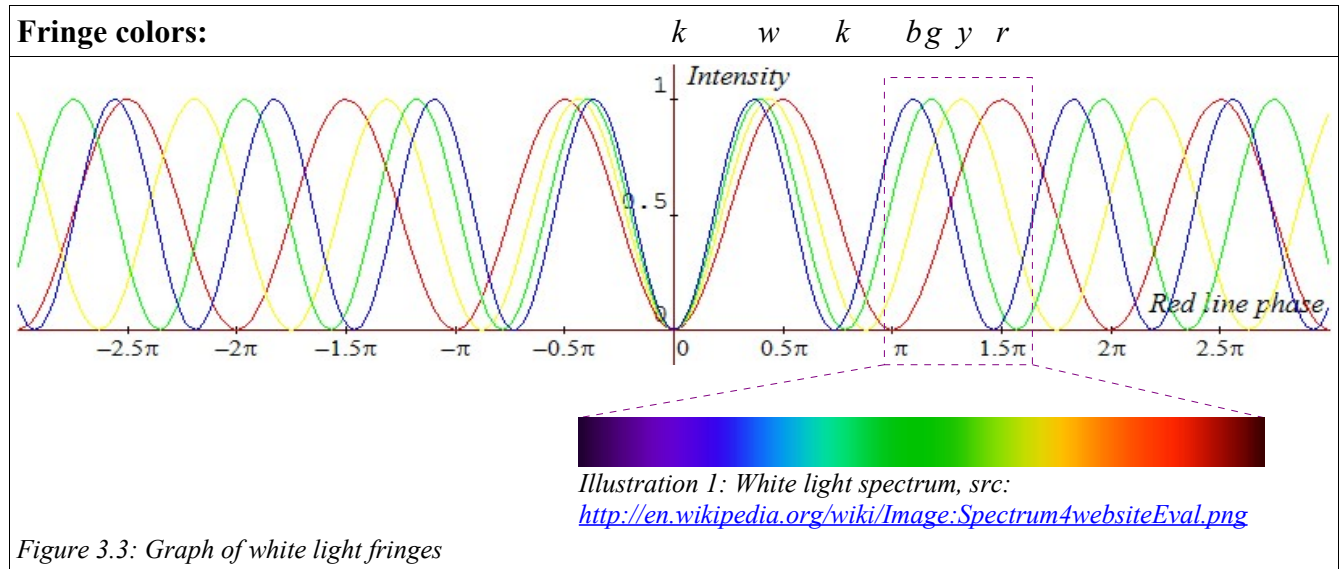 Fringe colors: k w k b g y r
Intensity
1
0.5
0
Red line phase
−2.5π −2π −1.5π −π −0.5π 0 0.5π π 1.5π 2π 2.5π
Illustration 1: White light spectrum, src:
http://en.wikipedia.org/wiki/Image:Spectrum4websiteEval.png
Figure 3.3: Graph of white light fringes